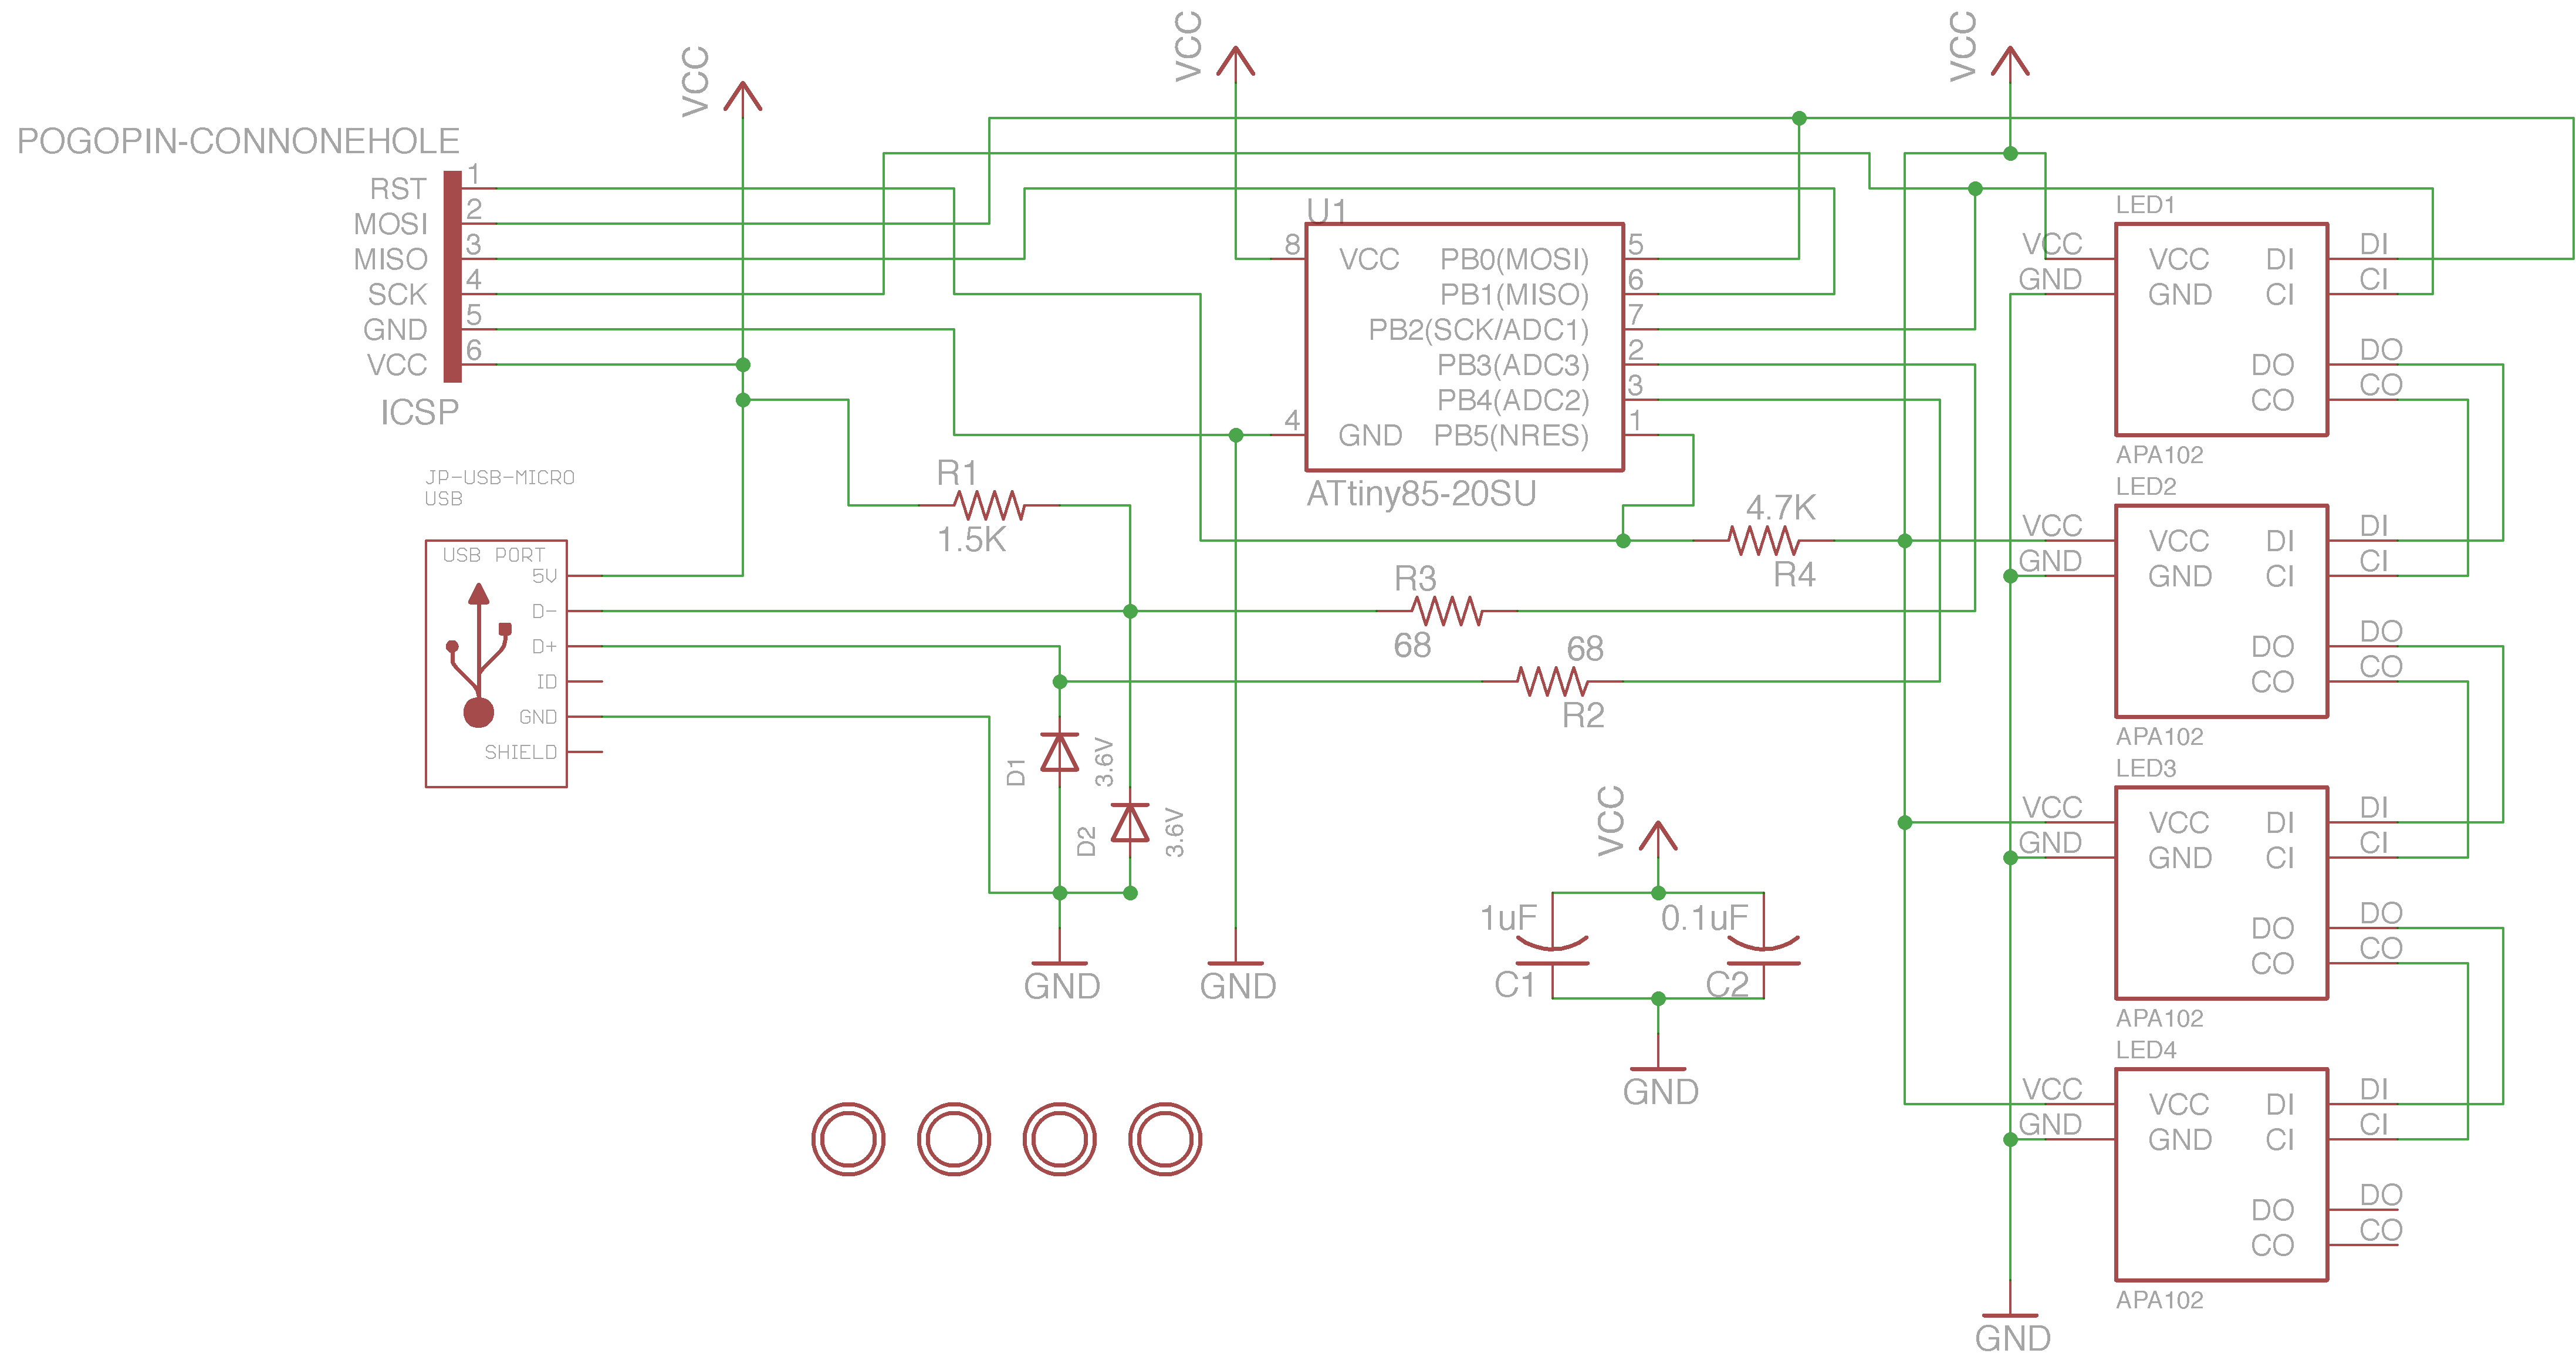 VCC
VCC
VCC
POGOPIN-CONNONEHOLE
RST 1
MOSI 2
MISO 3
SCK 4
GND 5
VCC 6
ICSP
JP-USB-MICRO
USB
USB PORT
5V
D-
D+
ID
GND
SHIELD
R1
1.5K
U1
8 VCC PB0(MOSI) 5
PB1(MISO) 6
PB2(SCK/ADC1) 7
PB3(ADC3) 2
PB4(ADC2) 3
4 GND PB5(NRES) 1
ATtiny85-20SU
4.7K
R4
R3
68
68
R2
D1
3.6V
D2
3.6V
GND
GND
VCC
1uF
0.1uF
C1
C2
GND
LED1
VCC VCC DI DI
GND GND CI CI
DO DO
CO CO
APA102
LED2
VCC VCC DI DI
GND GND CI CI
DO DO
CO CO
APA102
LED3
VCC VCC DI DI
GND GND CI CI
DO DO
CO CO
APA102
LED4
VCC VCC DI DI
GND GND CI CI
DO DO
CO CO
APA102
GND